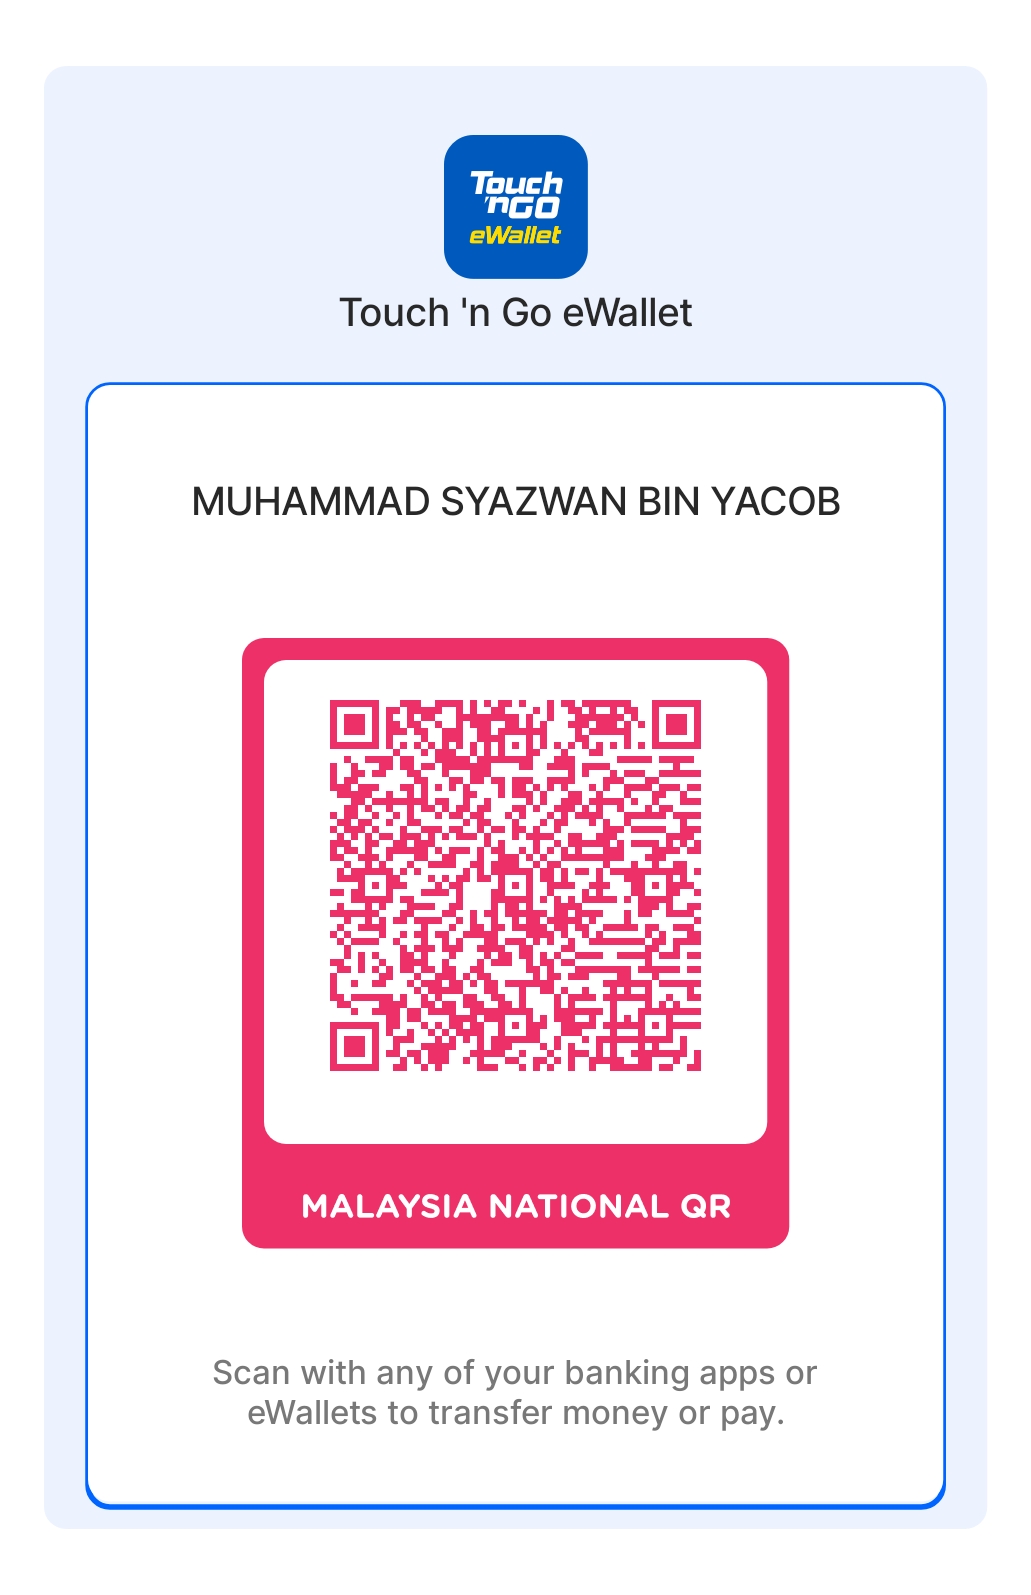 Touch
'nGO
eWallet
Touch 'n Go eWallet
MUHAMMAD SYAZWAN BIN YACOB
MALAYSIA NATIONAL QR
Scan with any of your banking apps or
eWallets to transfer money or pay.